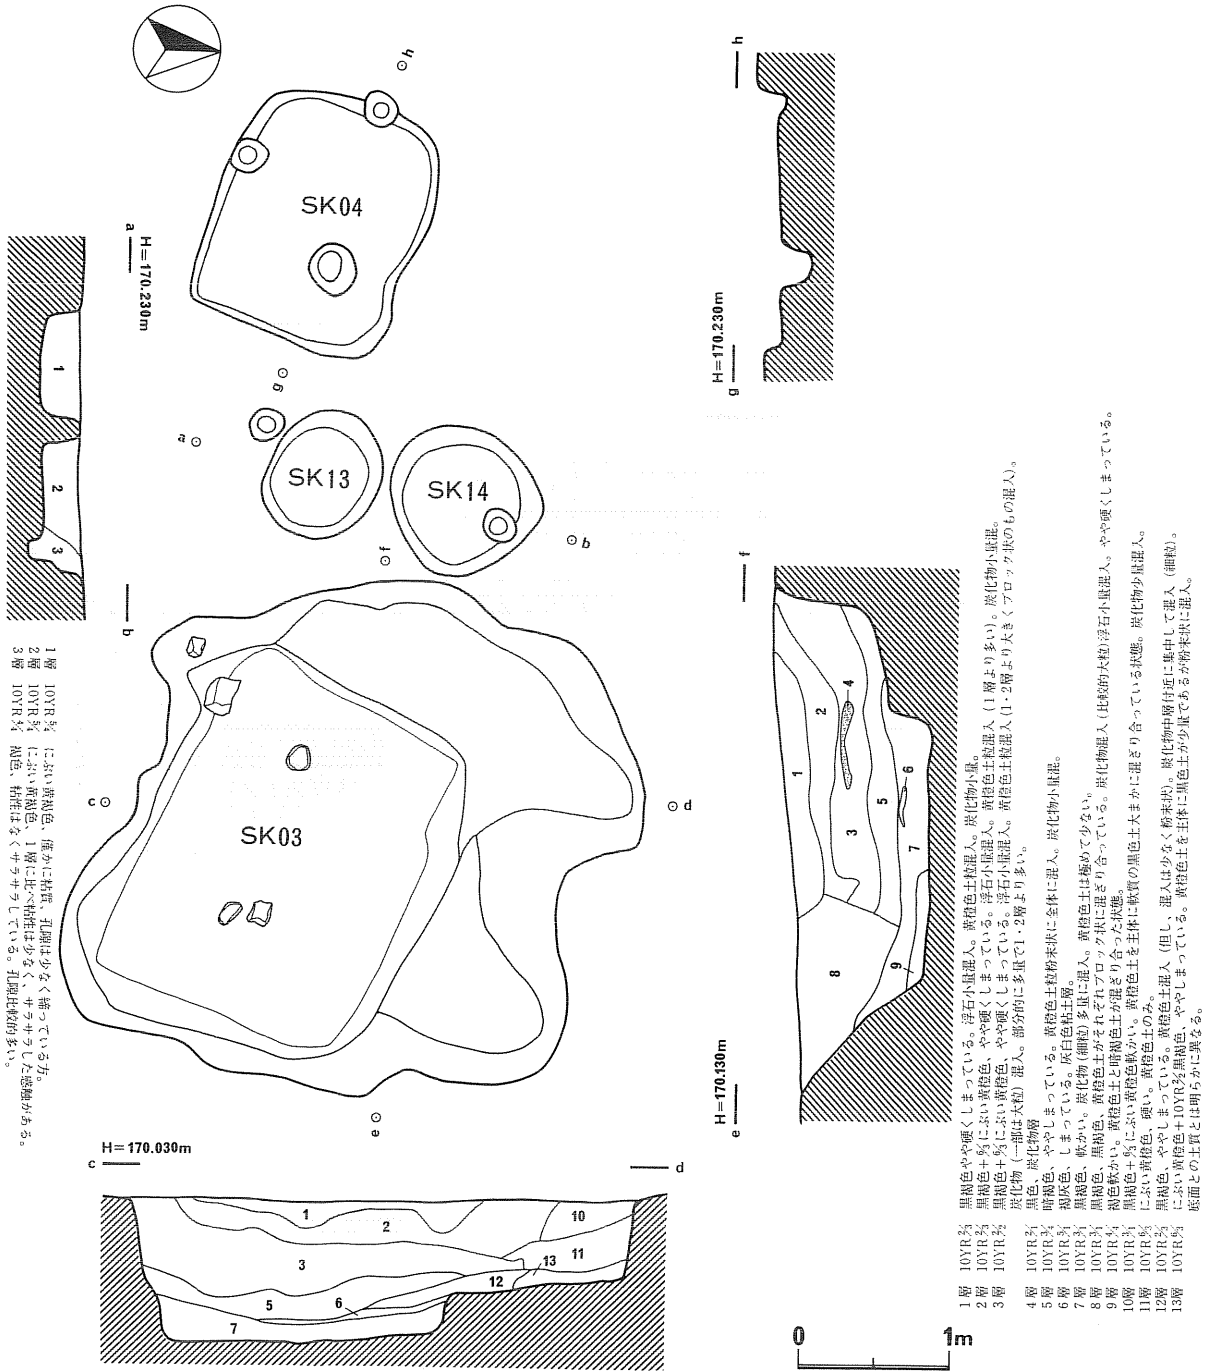 h
SK04
a
H=170.230m
h
H=170.230m
g
g
a
SK13
SK14
f
b
1
2
3
b
1層 10YR5/4 にぶい黄褐色、僅かに粘質、孔隙は少なく締っている方。
2層 10YR5/4 にぶい黄褐色、1層に比べ粘性は少なく、サラサラした感触がある。
3層 10YR4/4 褐色、粘性はなくサラサラしている。孔隙比較的多い。
c
d
SK03
e
f
1
2
3
4
5
6
7
8
9
H=170.130m
e
H=170.030m
c
d
1
2
3
5
6
7
10
11
12
13
1層 10YR2/3 黒褐色やや硬くしまっている。浮石小量混入。黄橙色土粒混入。炭化物小量。
2層 10YR2/3 黒褐色+にぶい黄橙色、やや硬くしまっている。浮石小量混入。黄橙色土粒混入(1層より多い)。炭化物小量混。
3層 10YR2/2 黒褐色+にぶい黄橙色、やや硬くしまっている。浮石小量混入。黄橙色土粒混入(1・2層より大きくブロック状のもの混入)。
炭化物(一部は大粒)混入。部分的に多量で1・2層より多い。
4層 黒色、炭化物層
5層 暗褐色、ややしまっている。黄橙色土粒粉末状に全体に混入。炭化物小量混。
6層 褐灰色、しまっている。灰白色粘土層。
7層 黒褐色、軟かい。炭化物(細粒)多量に混入。黄橙色土は極めて少ない。
8層 黒褐色、黒褐色、黄橙色土がそれぞれブロック状に混ざり合っている。炭化物混入(比較的大粒)浮石小量混入。やや硬くしまっている。
9層 褐色軟かい。黄橙色土と暗褐色土が混ざり合った状態。
10層 黒褐色+にぶい黄橙色軟かい。黄橙色土を主体に軟質の黒色土大まかに混ざり合っている状態。炭化物少量混入。
11層 にぶい黄橙色、硬い。黄橙色土のみ。
12層 黒褐色、ややしまっている。黄橙色土混入(但し、混入は少なく粉末状)。炭化物中層付近に集中して混入(細粒)。
13層 にぶい黄橙色+黒褐色、ややしまっている。黄橙色土を主体に黒色土が少量であるが粉末状に混入。
底面との土質とは明らかに異なる。
0
1m